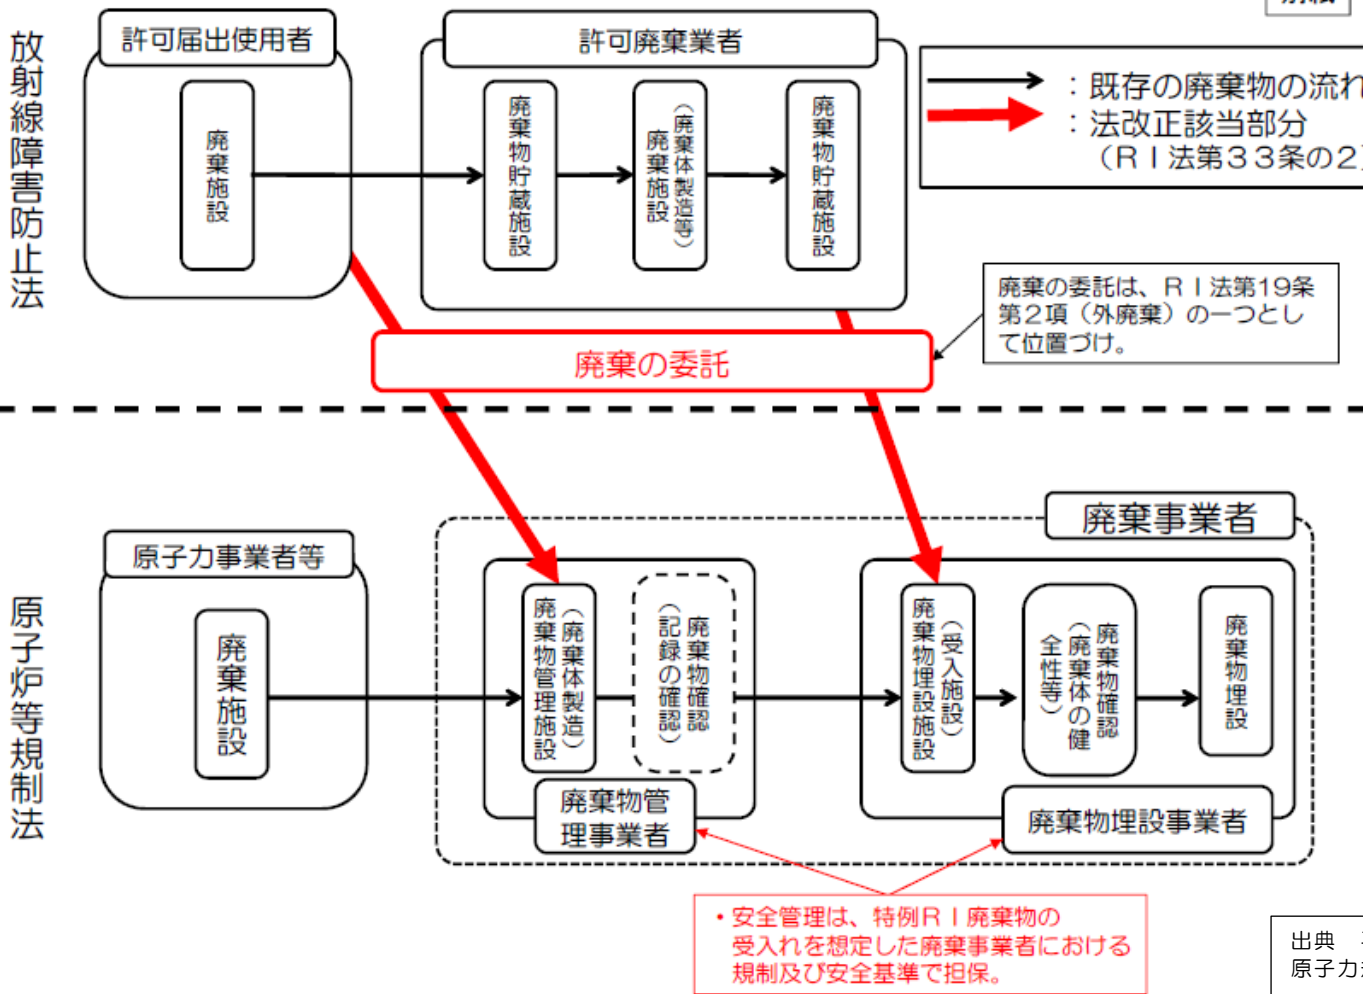 別紙
放射線障害防止法
許可届出使用者
廃棄施設
許可廃棄業者
廃棄物貯蔵施設
廃棄施設
（廃棄体製造等）
廃棄物貯蔵施設
：既存の廃棄物の流れ
：法改正該当部分
（ＲＩ法第３３条の２）
廃棄の委託は、ＲＩ法第19条
第２項（外廃棄）の一つとし
て位置づけ。
廃棄の委託
原子炉等規制法
原子力事業者等
廃棄施設
廃棄事業者
廃棄物管理施設
（廃棄体製造）
廃棄物確認
（記録の確認）
廃棄物管
理事業者
廃棄物埋設施設
（受入施設）
廃棄物確認
（廃棄体の健
全性等）
廃棄物埋設
廃棄物埋設事業者
・安全管理は、特例ＲＩ廃棄物の
受入れを想定した廃棄事業者における
規制及び安全基準で担保。
出典
原子力